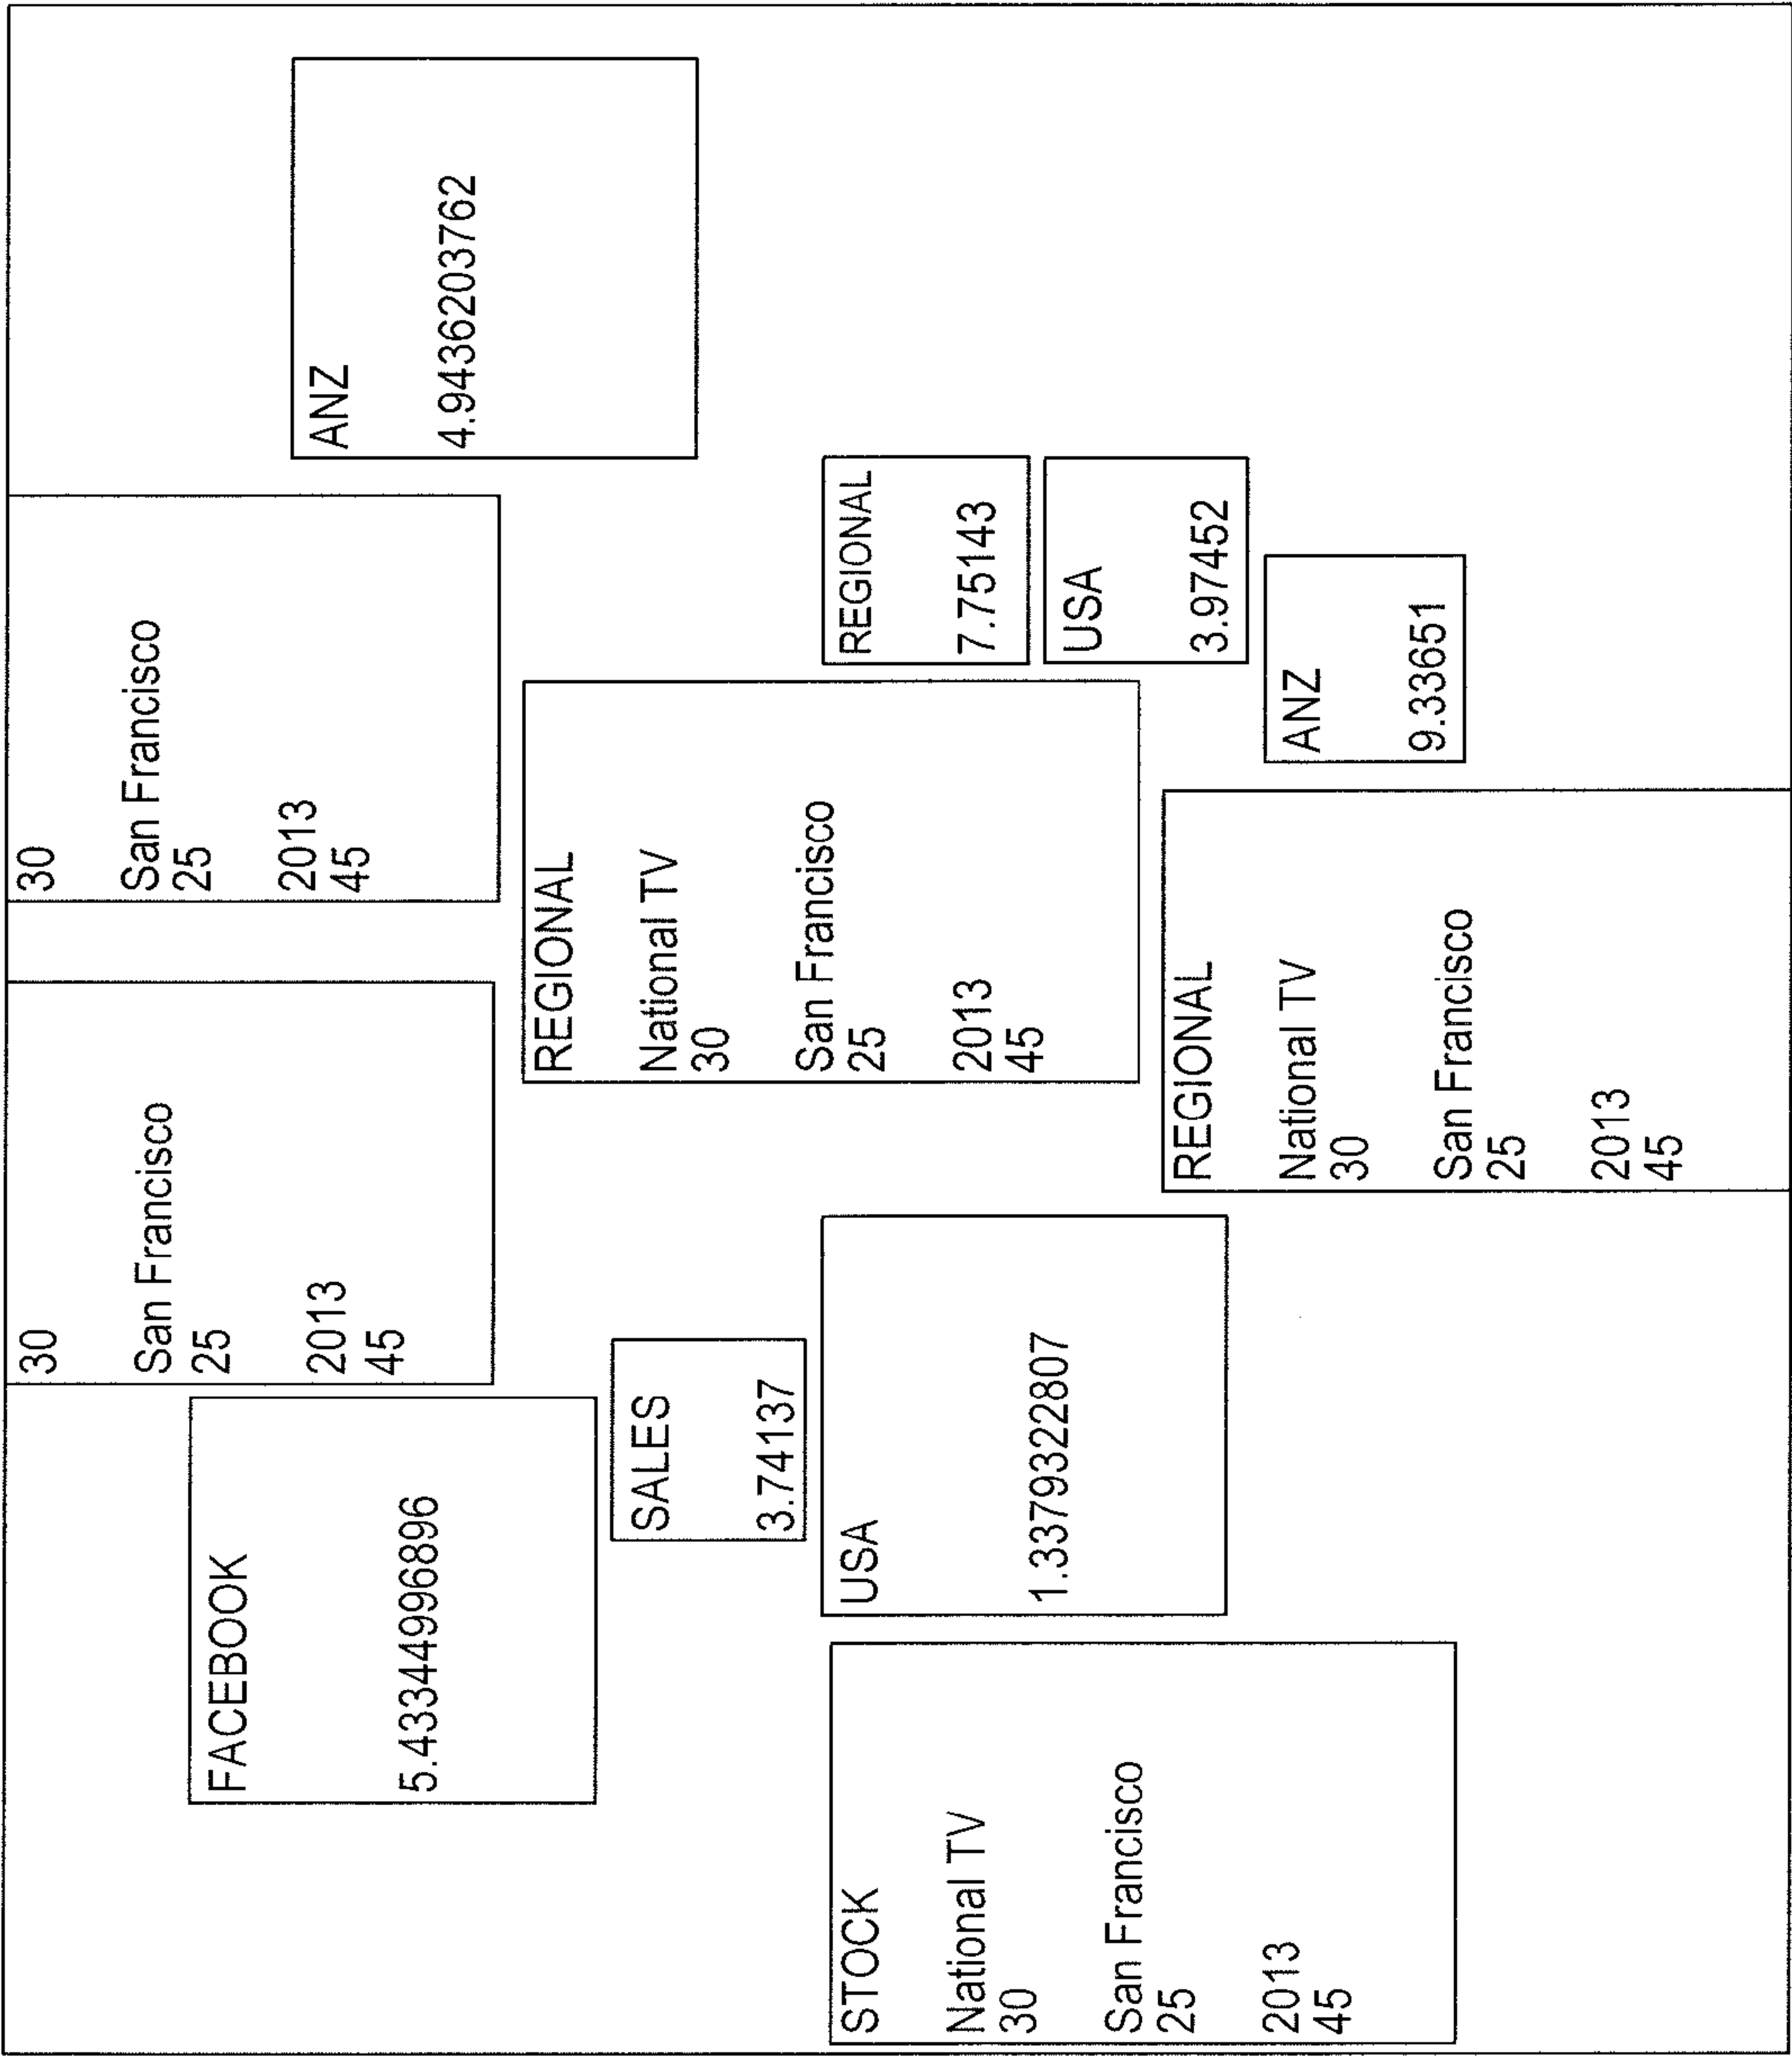 30
San Francisco
25
2013
45
30
San Francisco
25
2013
45
FACEBOOK
5.43344996896
ANZ
4.9436203762
REGIONAL
National TV
30
San Francisco
25
2013
45
SALES
3.74137
USA
1.3379322807
REGIONAL
7.75143
STOCK
National TV
30
San Francisco
25
2013
45
USA
3.97452
REGIONAL
National TV
30
San Francisco
25
2013
45
ANZ
9.33651